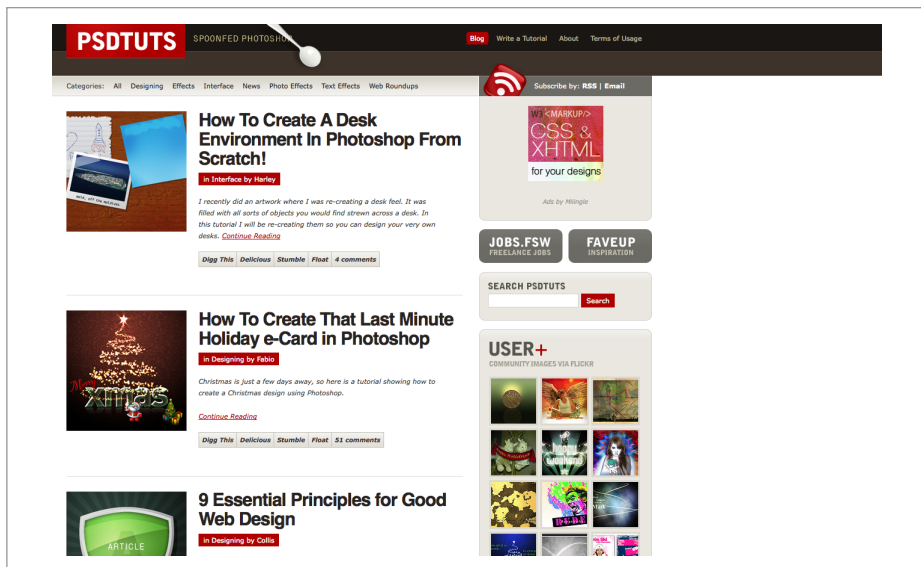 PSDTUTS
SPOONFED PHOTOSHOP
Blog Write a Tutorial About Terms of Usage
Categories: All Designing Effects Interface News Photo Effects Text Effects Web Roundups
Subscribe by: RSS | Email
How To Create A Desk
Environment In Photoshop From
Scratch!
in Interface by Harley
I recently did an artwork where I was re-creating a desk feel. It was
filled with all sorts of objects you would find strewn across a desk. In
this tutorial I will be re-creating them so you can design your very own
desks. Continue Reading
Digg This Delicious Stumble Float 4 comments
W3 <MARKUP/>
CSS &
XHTML
for your designs
Ads by Miingle
JOBS.FSW
FREELANCE JOBS
FAVEUP
INSPIRATION
SEARCH PSDTUTS
Search
Merry
xmas
How To Create That Last Minute
Holiday e-Card in Photoshop
in Designing by Fabio
Christmas is just a few days away, so here is a tutorial showing how to
create a Christmas design using Photoshop.
Continue Reading
Digg This Delicious Stumble Float 51 comments
USER+
COMMUNITY IMAGES VIA FLICKR
happy
weekend
ARTICLE
9 Essential Principles for Good
Web Design
in Designing by Collis